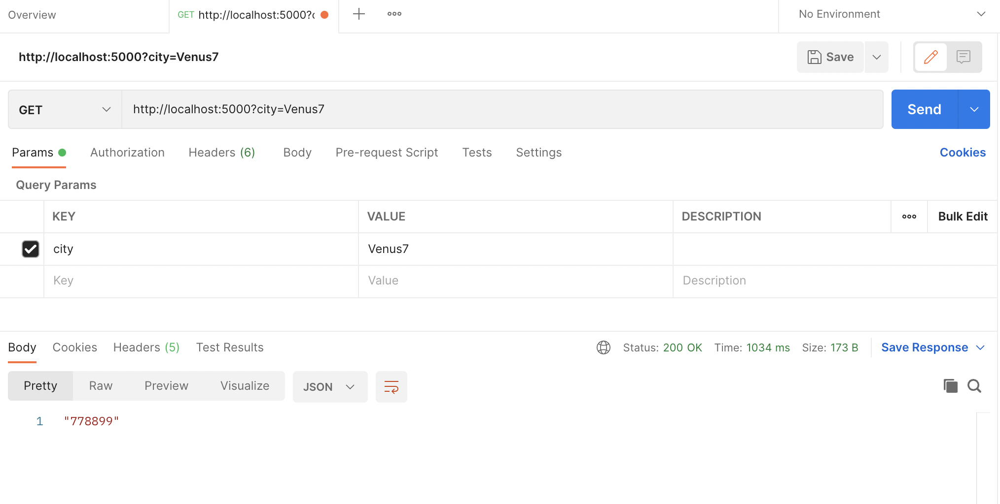 Overview
GET http://localhost:5000?c
No Environment
http://localhost:5000?city=Venus7
Save
GET
http://localhost:5000?city=Venus7
Send
Params
Authorization
Headers (6)
Body
Pre-request Script
Tests
Settings
Cookies
Query Params
KEY
VALUE
DESCRIPTION
Bulk Edit
city
Venus7
Key
Value
Description
Body
Cookies
Headers (5)
Test Results
Status: 200 OK
Time: 1034 ms
Size: 173 B
Save Response
Pretty
Raw
Preview
Visualize
JSON
1
"778899"